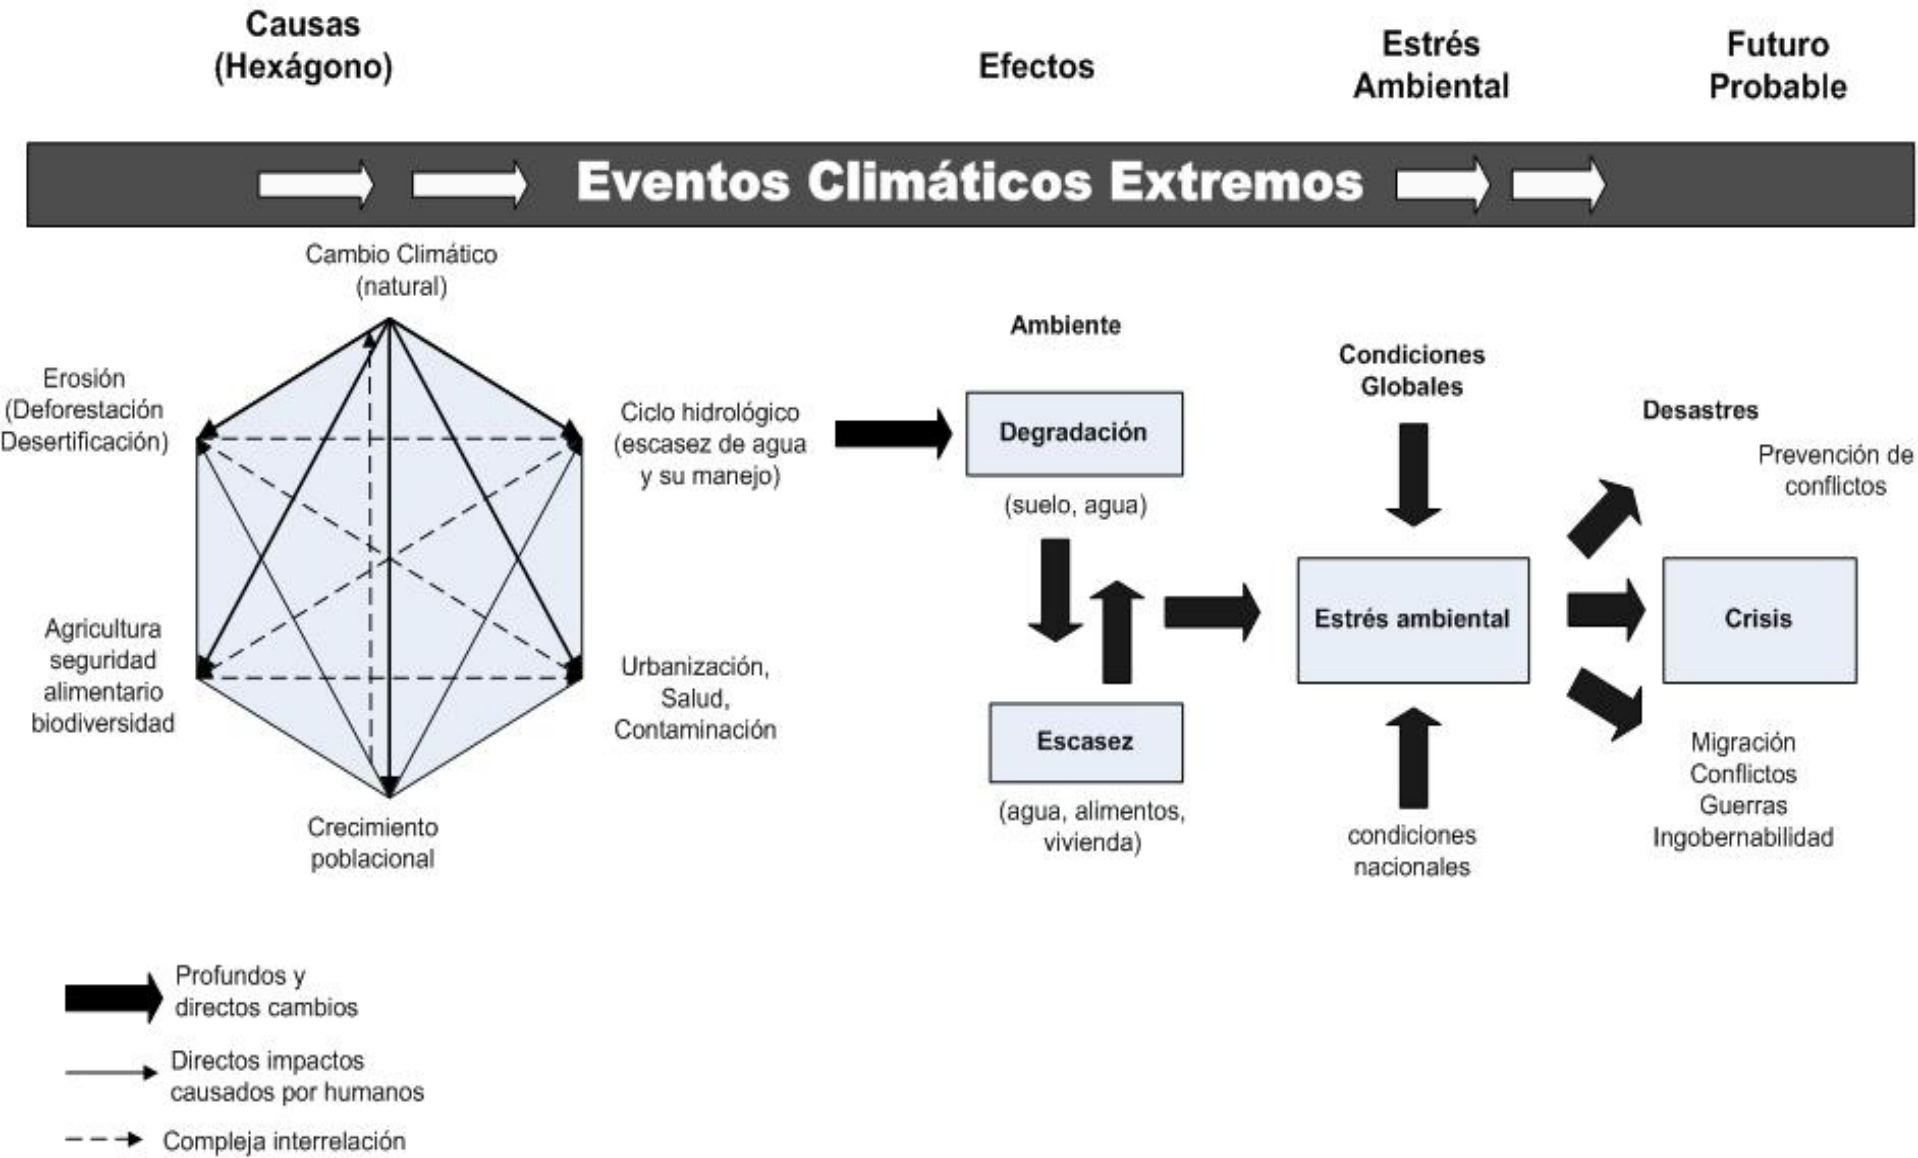 Causas
(Hexágono)
Efectos
Estrés
Ambiental
Futuro
Probable
Eventos Climáticos Extremos
Cambio Climático
(natural)
Erosión
(Deforestación
Desertificación)
Agricultura
seguridad
alimentario
biodiversidad
Ciclo hidrológico
(escasez de agua
y su manejo)
Urbanización,
Salud,
Contaminación
Crecimiento
poblacional
Ambiente
Degradación
(suelo, agua)
Escasez
(agua, alimentos,
vivienda)
Condiciones
Globales
Estrés ambiental
condiciones
nacionales
Desastres
Prevención de
conflictos
Crisis
Migración
Conflictos
Guerras
Ingobernabilidad
Profundos y
directos cambios
Directos impactos
causados por humanos
Compleja interrelación